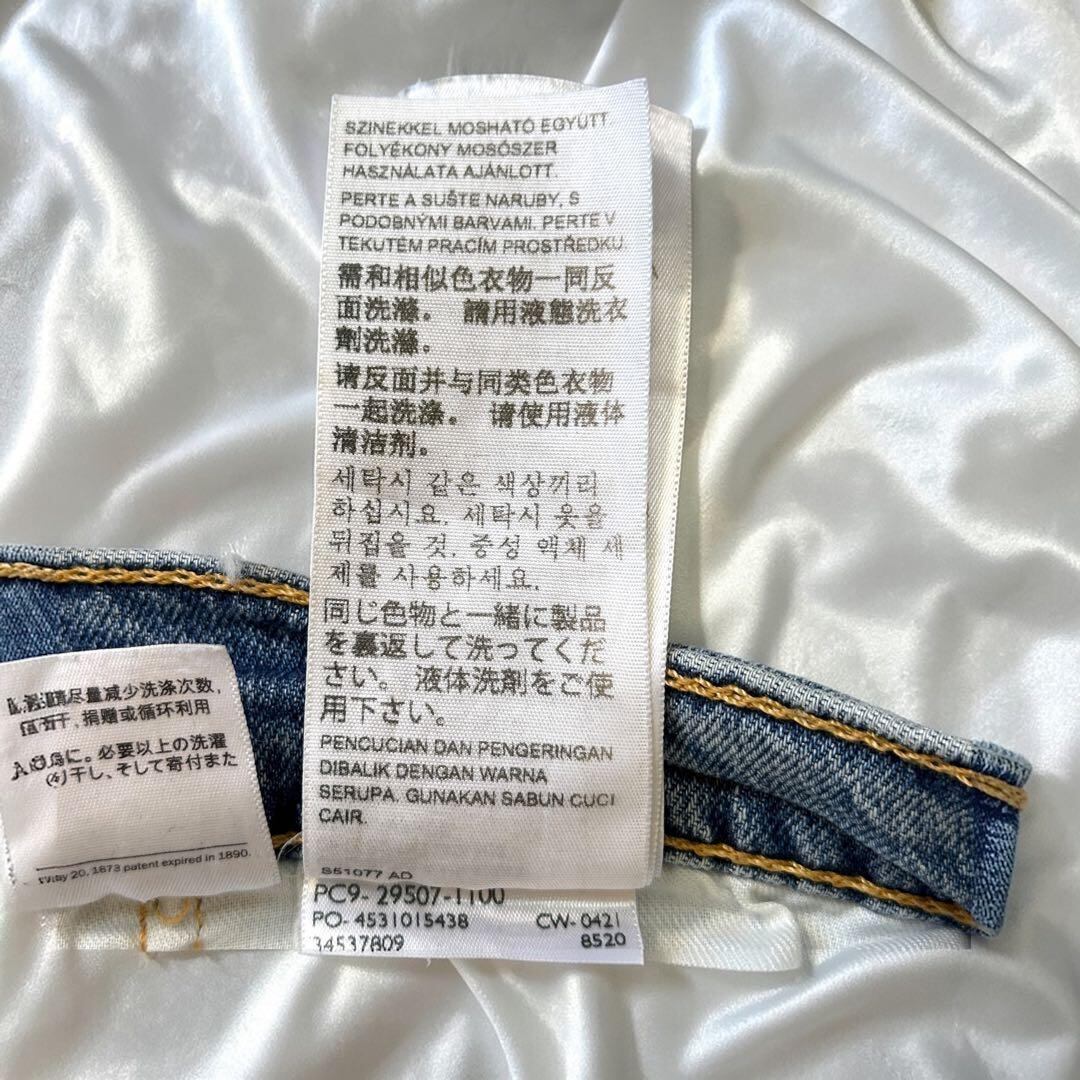 SZINEKKEL MOSHATÓ EGYÜTT
FOLYÉKONY MOSÓSZER
HASZNÁLATA AJÁNLOTT.
PERTE A SUŠTE NARUBY, S
PODOBNÝMI BARVAMI. PERTE V
TEKUTÉM PRACÍM PROSTŘEDKU
需和相似色衣物一同反
面洗滌。 請用液態洗衣
劑洗滌。
请反面并与同类色衣物
一起洗涤。 请使用液体
清洁剂。
세탁시 같은 색상끼리
하십시요. 세탁시 옷을
뒤집을 것. 중성 액체 세
제를 사용하세요.
同じ色物と一緒に製品
を裏返して洗ってくだ
さい。 液体洗剤をご使
用下さい。
PENCUCIAN DAN PENGERINGAN
DIBALIK DENGAN WARNA
SERUPA. GUNAKAN SABUN CUCI
CAIR.
S51077 AD
PC9- 29507-1100
PO- 4531015438 CW- 0421
34537809 8520
尽量减少洗涤次数,
干, 捐赠或循环利用
に。必要以上の洗濯
干し、そして寄付また
20, 1873 patent expired in 1890.